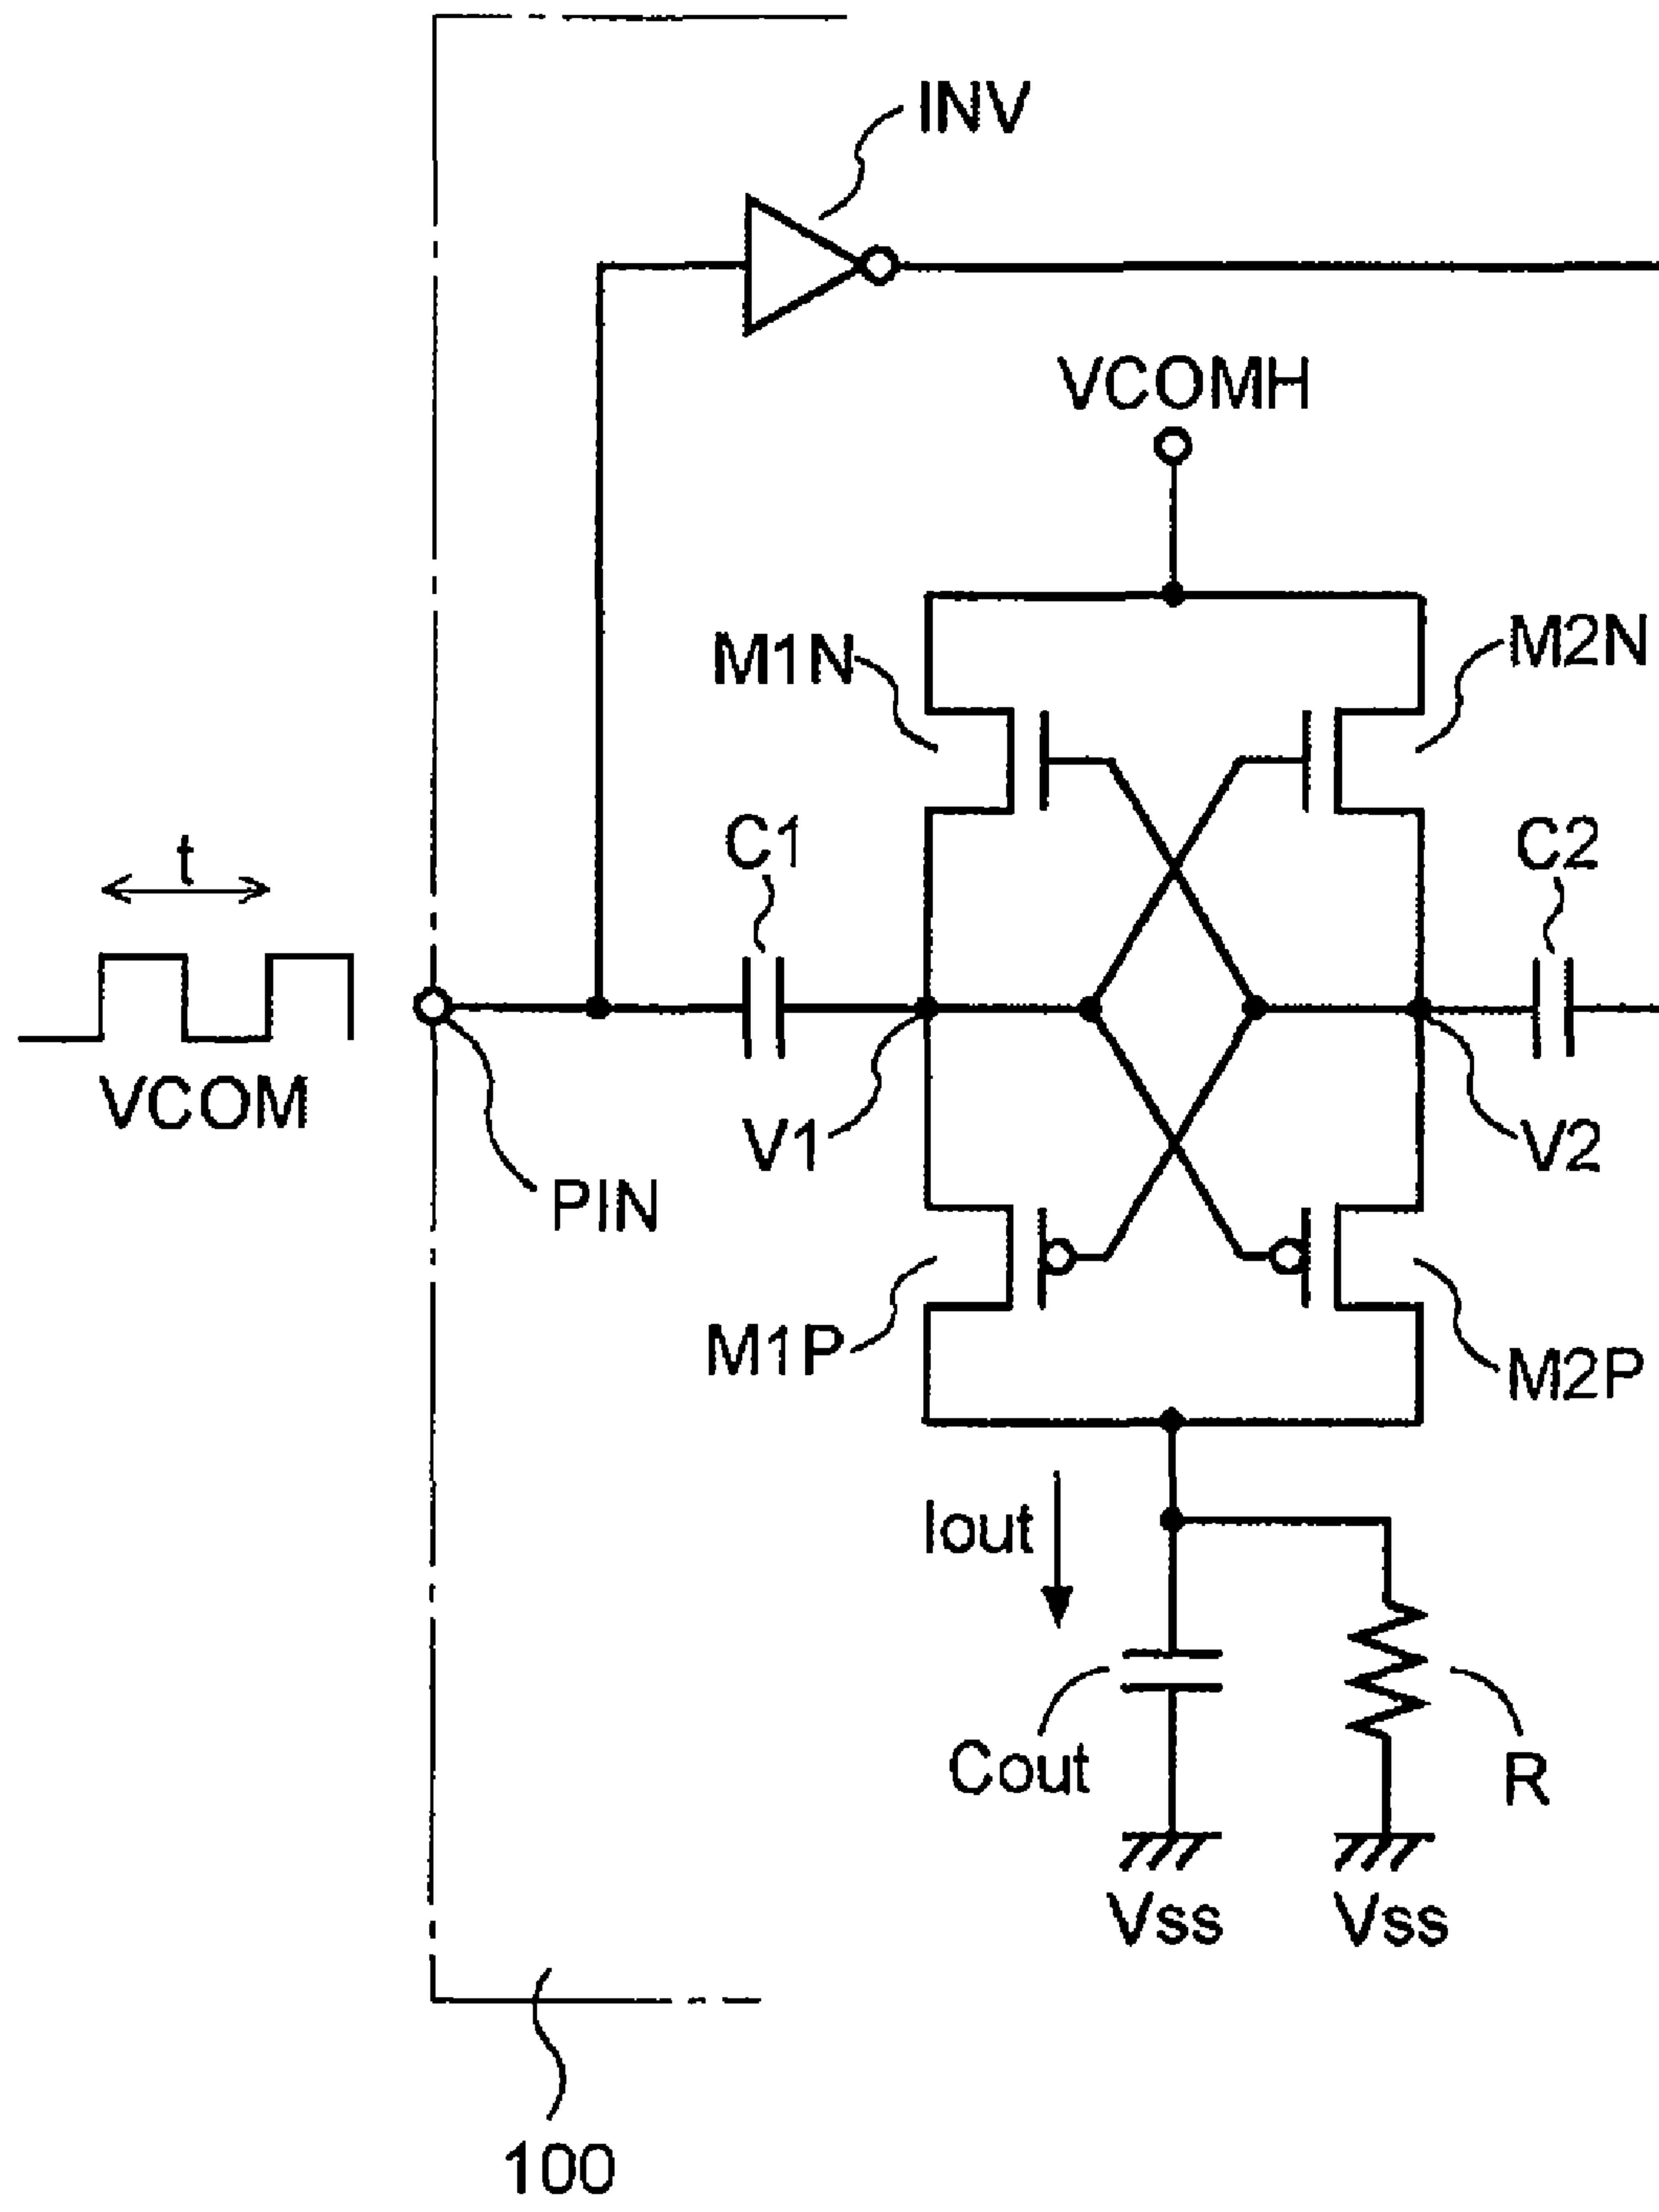 INV
VCOMH
M1N
M2N
C1
C2
t
VCOM
V1
V2
PIN
M1P
M2P
Iout
Cout
R
Vss
Vss
100